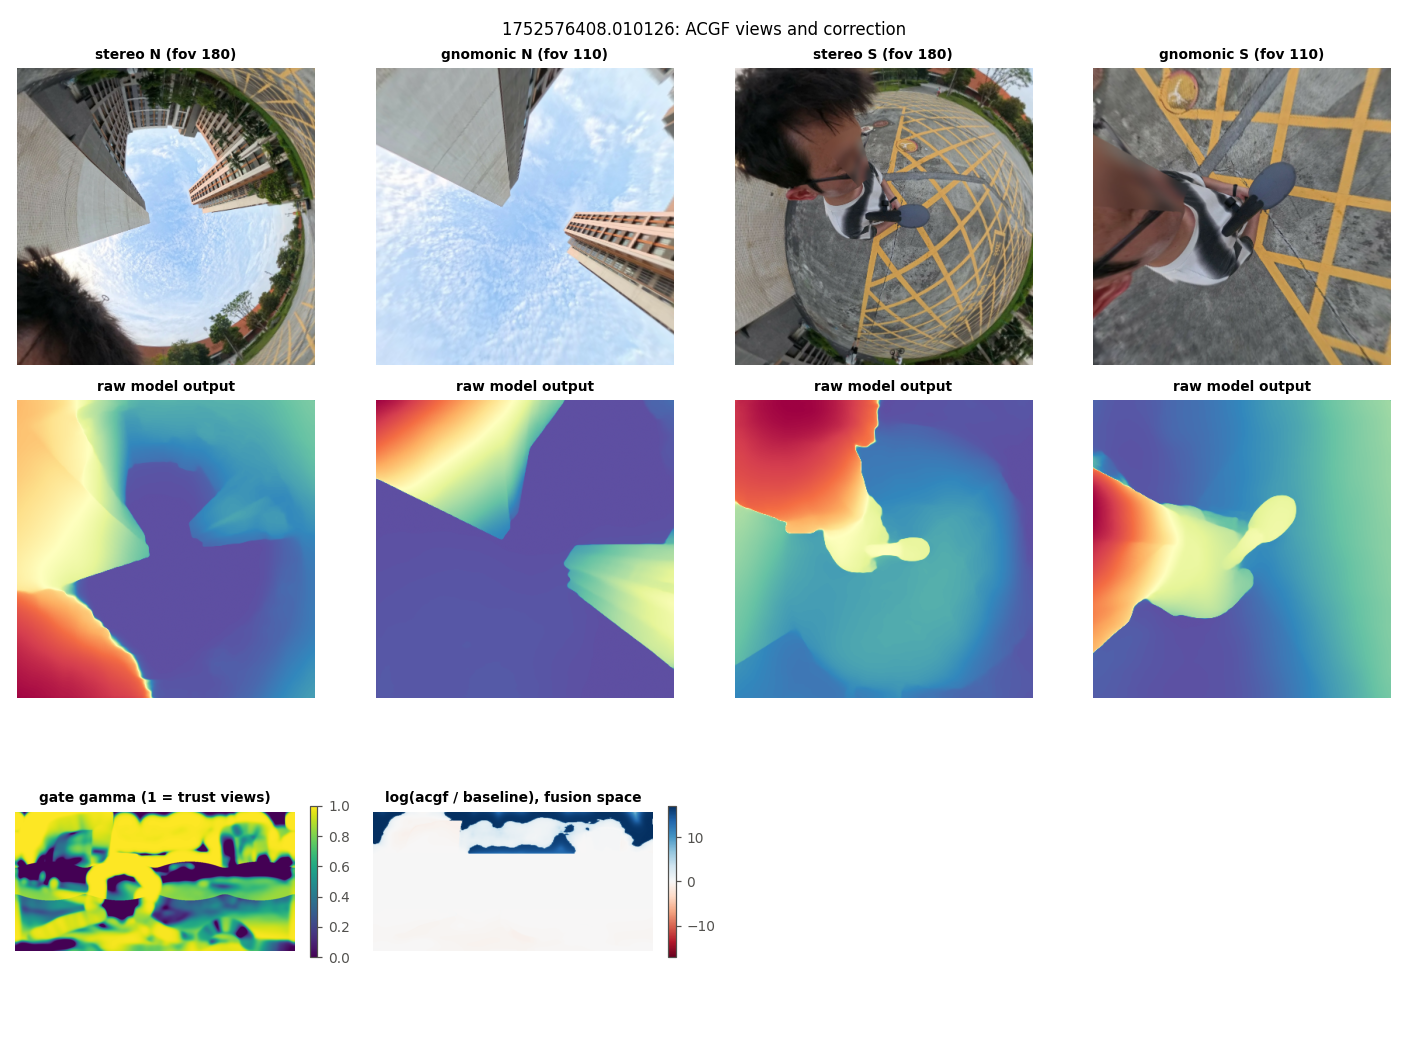 1752576408.010126: ACGF views and correction
stereo N (fov 180)
gnomonic N (fov 110)
stereo S (fov 180)
gnomonic S (fov 110)
raw model output
raw model output
raw model output
raw model output
gate gamma (1 = trust views)
1.0
0.8
0.6
0.4
0.2
0.0
log(acgf / baseline), fusion space
10
0
−10